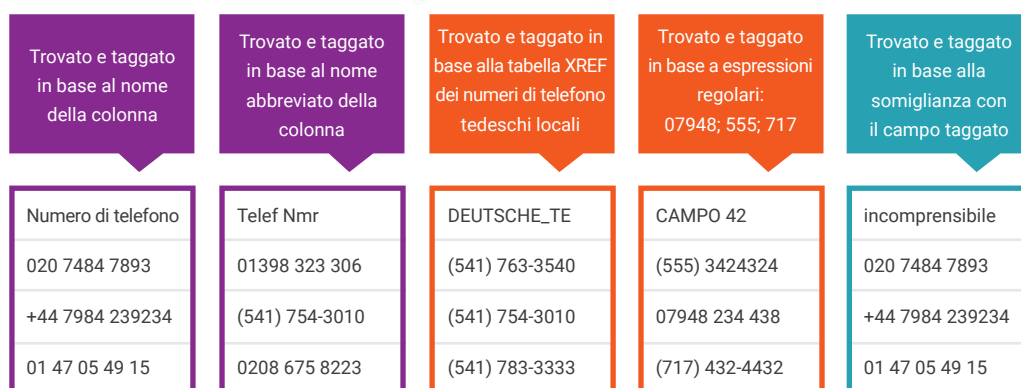 Trovato e taggato
in base al nome
della colonna
Trovato e taggato
in base al nome
abbreviato della
colonna
Trovato e taggato in
base alla tabella XREF
dei numeri di telefono
tedeschi locali
Trovato e taggato
in base a espressioni
regolari:
07948; 555; 717
Trovato e taggato
in base alla
somiglianza con
il campo taggato
Numero di telefono
020 7484 7893
+44 7984 239234
01 47 05 49 15
Telef Nmr
01398 323 306
(541) 754-3010
0208 675 8223
DEUTSCHE_TE
(541) 763-3540
(541) 754-3010
(541) 783-3333
CAMPO 42
(555) 3424324
07948 234 438
(717) 432-4432
incomprensibile
020 7484 7893
+44 7984 239234
01 47 05 49 15